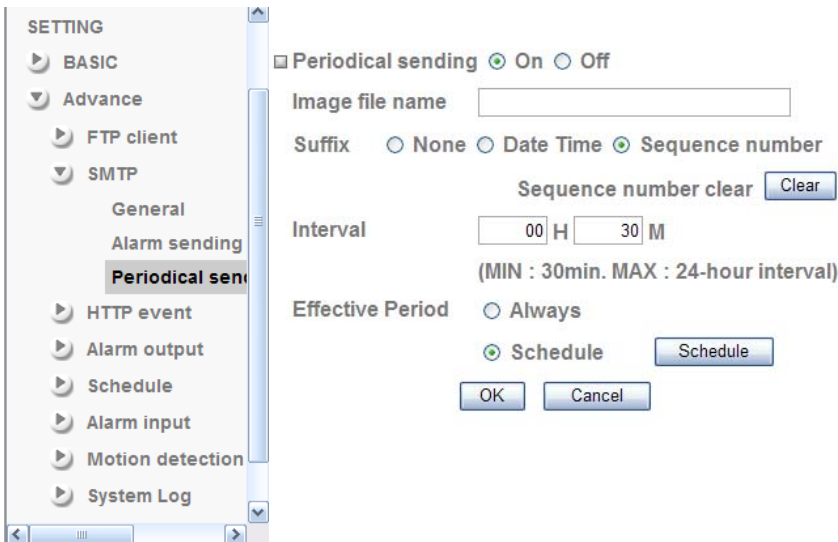 SETTING
BASIC
Advance
FTP client
SMTP
General
Alarm sending
Periodical send
HTTP event
Alarm output
Schedule
Alarm input
Motion detection
System Log
Periodical sending On Off
Image file name
Suffix None Date Time Sequence number
Sequence number clear Clear
Interval 00 H 30 M
(MIN : 30min. MAX : 24-hour interval)
Effective Period Always
Schedule Schedule
OK Cancel